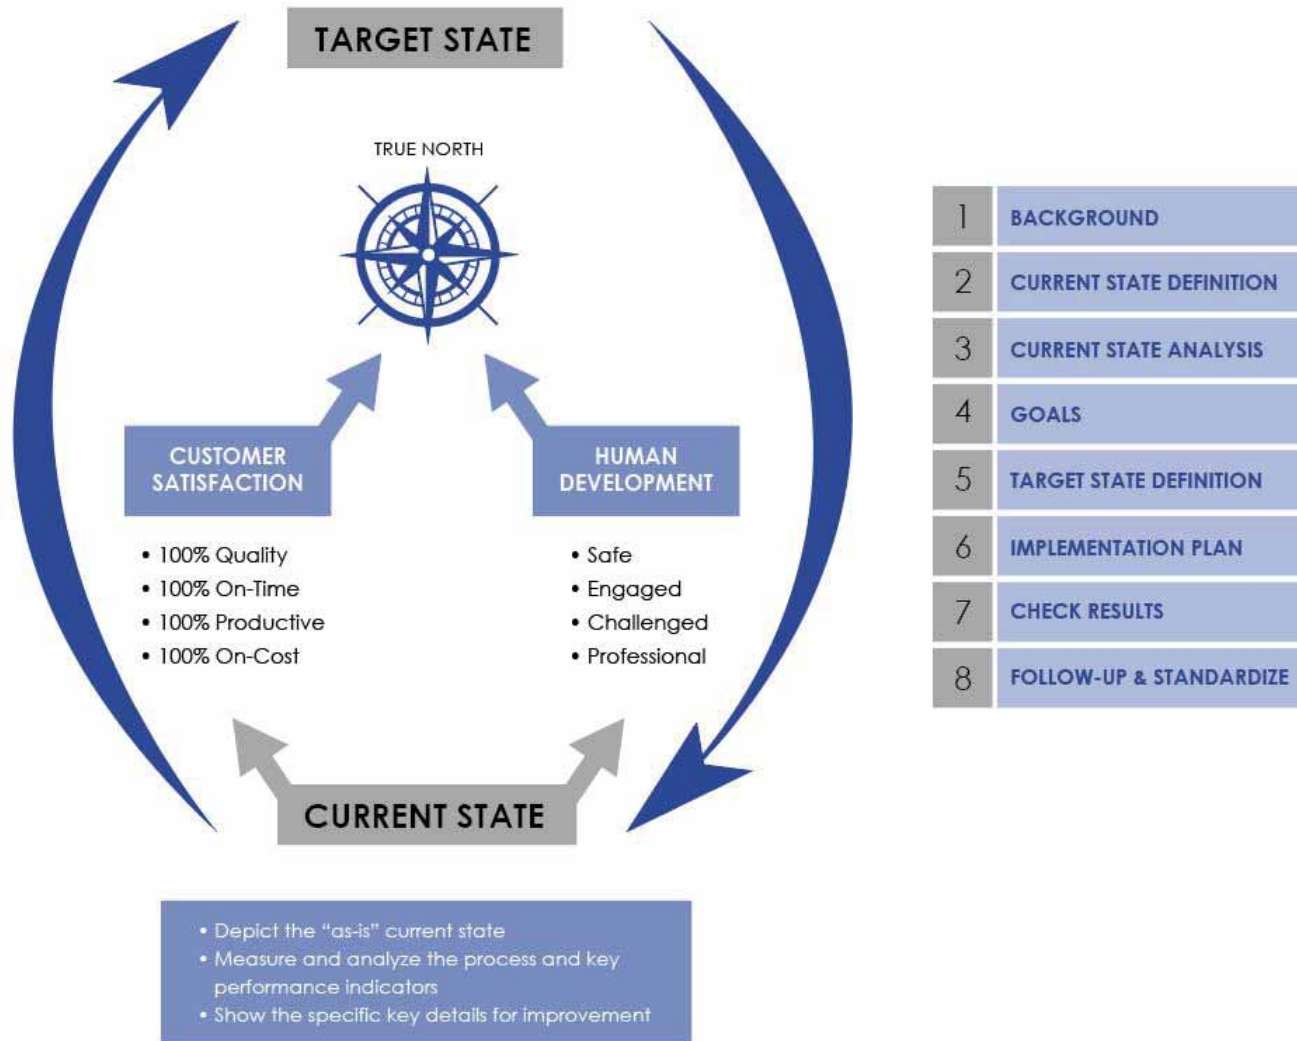 TARGET STATE
TRUE NORTH
CUSTOMER
SATISFACTION
• 100% Quality
• 100% On-Time
• 100% Productive
• 100% On-Cost
HUMAN
DEVELOPMENT
• Safe
• Engaged
• Challenged
• Professional
CURRENT STATE
• Depict the “as-is” current state
• Measure and analyze the process and key
performance indicators
• Show the specific key details for improvement
1 BACKGROUND
2 CURRENT STATE DEFINITION
3 CURRENT STATE ANALYSIS
4 GOALS
5 TARGET STATE DEFINITION
6 IMPLEMENTATION PLAN
7 CHECK RESULTS
8 FOLLOW-UP & STANDARDIZE